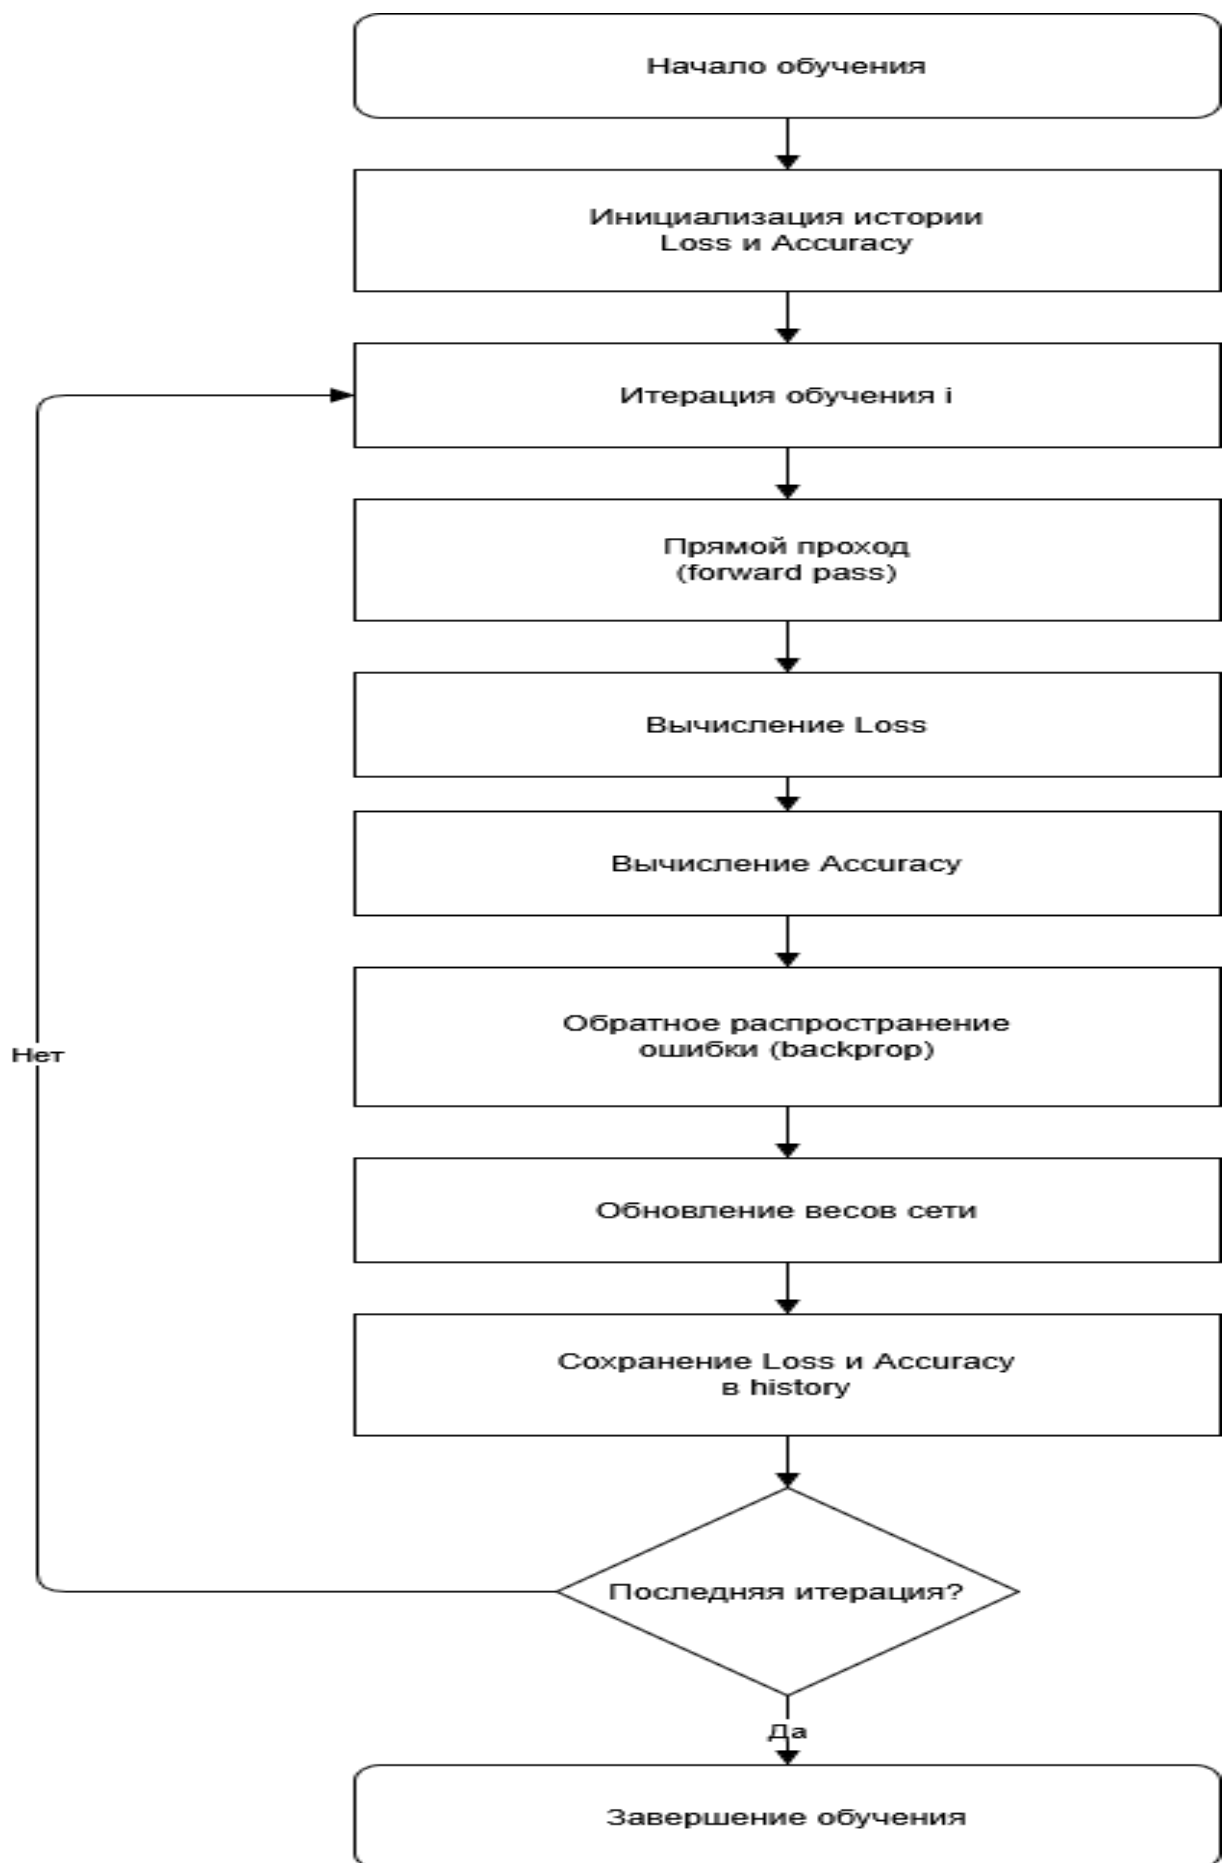 Начало обучения
Инициализация истории
Loss и Accuracy
Итерация обучения i
Прямой проход
(forward pass)
Вычисление Loss
Вычисление Accuracy
Обратное распространение
ошибки (backprop)
Нет
Обновление весов сети
Сохранение Loss и Accuracy
в history
Последняя итерация?
Да
Завершение обучения